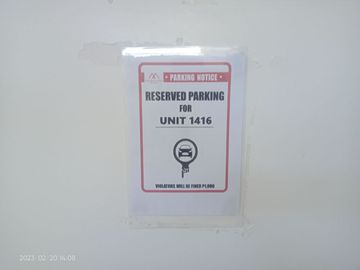 • PARKING NOTICE •
RESERVED PARKING
FOR
UNIT 1416
VIOLATORS WILL BE FINED P1,000
2023-02-20 14:08